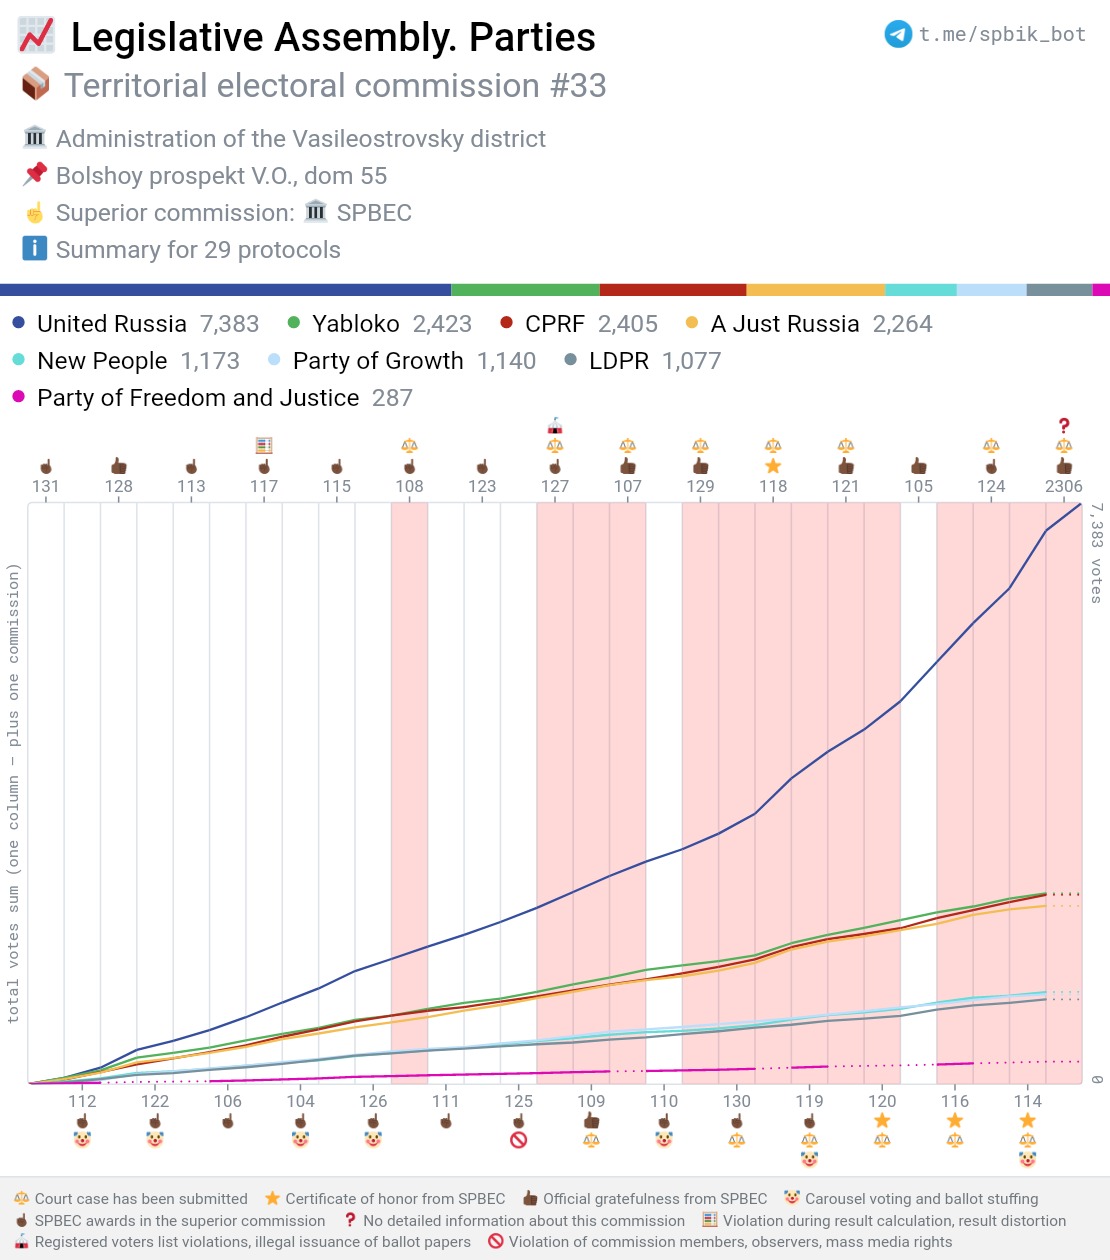 Legislative Assembly. Parties
t.me/spbik_bot
Territorial electoral commission #33
Administration of the Vasileostrovsky district
Bolshoy prospekt V.O., dom 55
Superior commission: SPBEC
Summary for 29 protocols
United Russia 7,383 Yabloko 2,423 CPRF 2,405 A Just Russia 2,264
New People 1,173 Party of Growth 1,140 LDPR 1,077
Party of Freedom and Justice 287
131 128 113 117 115 108 123 127 107 129 118 121 105 124 2306
7,383 votes
total votes sum (one column – plus one commission)
0
112 122 106 104 126 111 125 109 110 130 119 120 116 114
Court case has been submitted Certificate of honor from SPBEC Official gratefulness from SPBEC Carousel voting and ballot stuffing
SPBEC awards in the superior commission No detailed information about this commission Violation during result calculation, result distortion
Registered voters list violations, illegal issuance of ballot papers Violation of commission members, observers, mass media rights